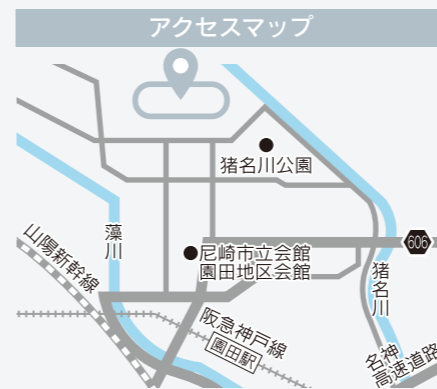 アクセスマップ
猪名川公園
山陽新幹線
藻川
尼崎市立会館
園田地区会館
606
猪名川
阪急神戸線
園田駅
名神
高速道路